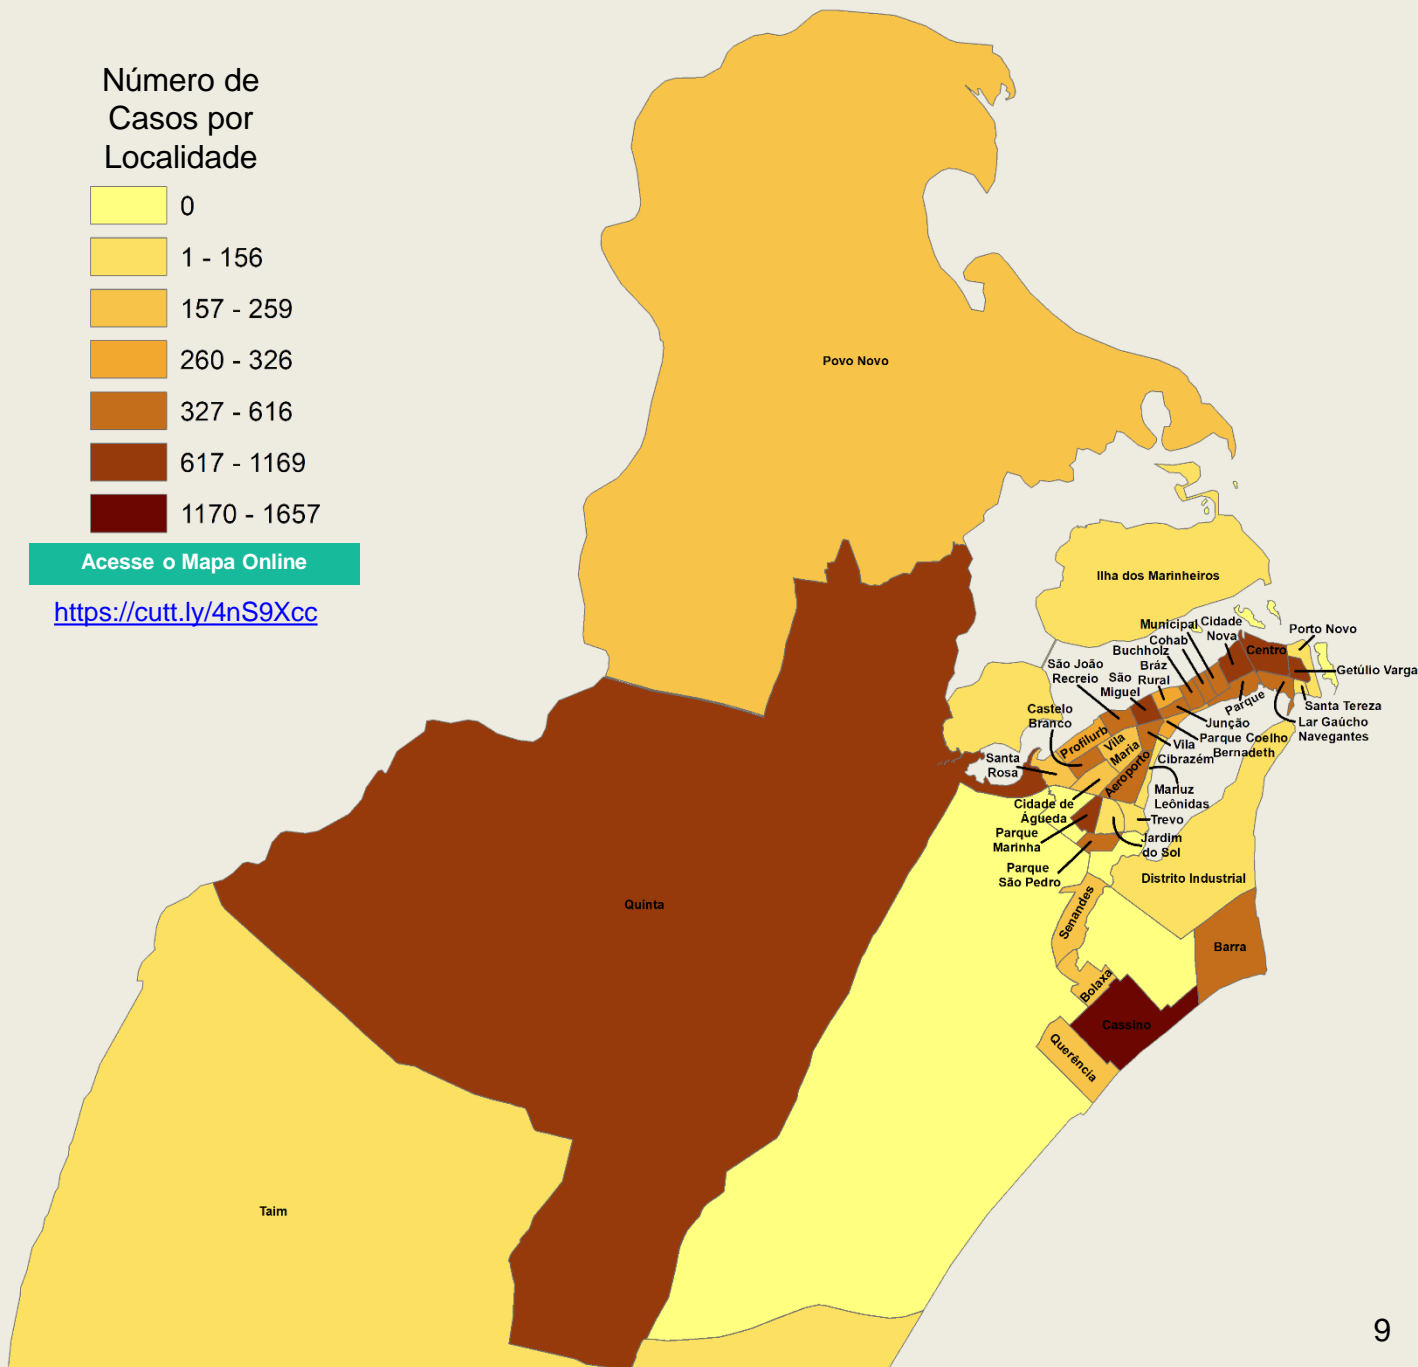 Número de
Casos por
Localidade
0
1 - 156
157 - 259
260 - 326
327 - 616
617 - 1169
1170 - 1657
Acesse o Mapa Online
https://cutt.ly/4nS9Xcc
Povo Novo
Ilha dos Marinheiros
Municipal
Cidade
Nova
Porto Novo
Cohab
Buchholz
Centro
São João
Recreio
Bráz
Rural
São
Miguel
Getúlio Varga
Castelo
Branco
Parque
Santa Tereza
Lar Gaúcho
Navegantes
Junção
Profilurb
Vila
Maria
Parque Coelho
Bernadeth
Vila
Cibrazém
Santa
Rosa
Aeroporto
Marluz
Leônidas
Cidade de
Águeda
Trevo
Parque
Marinha
Jardim
do Sol
Parque
São Pedro
Distrito Industrial
Quinta
Senandes
Barra
Bolaxa
Cassino
Querência
Taim
9